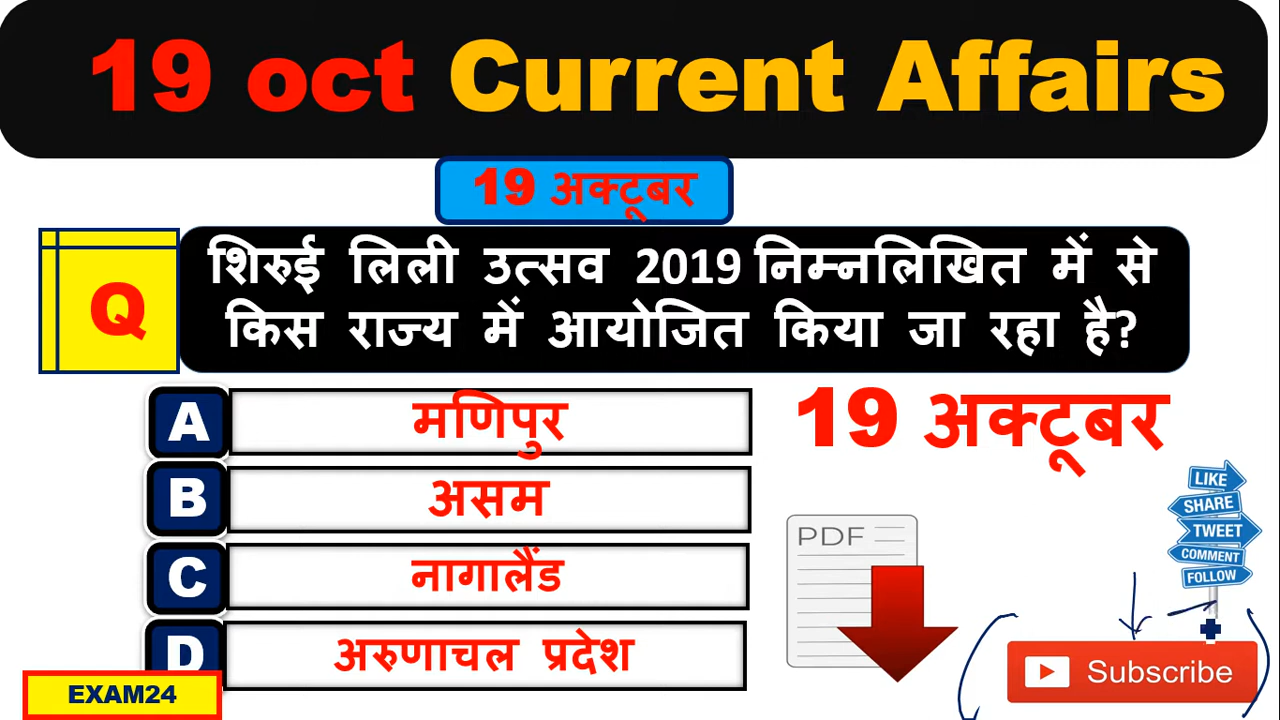 19 oct Current Affairs
19 अक्टूबर
Q
शिरुई लिली उत्सव 2019 निम्नलिखित में से
किस राज्य में आयोजित किया जा रहा है?
A मणिपुर
19 अक्टूबर
B असम
C नागालैंड
D अरुणाचल प्रदेश
PDF
LIKE
SHARE
TWEET
COMMENT
FOLLOW
Subscribe
EXAM24